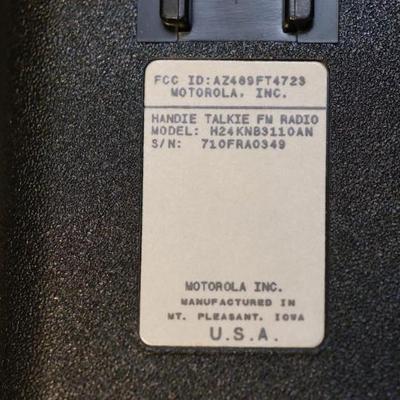 FCC ID:AZ489FT4723
MOTOROLA, INC.
HANDIE TALKIE FM RADIO
MODEL: H24KNB3110AN
S/N: 710FRA0349
MOTOROLA INC.
MANUFACTURED IN
MT. PLEASANT, IOWA
U.S.A.